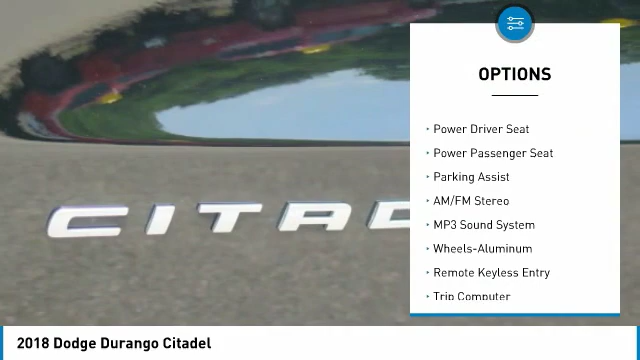 OPTIONS
Power Driver Seat
Power Passenger Seat
Parking Assist
AM/FM Stereo
MP3 Sound System
Wheels-Aluminum
Remote Keyless Entry
Trip Computer
CITAD
2018 Dodge Durango Citadel